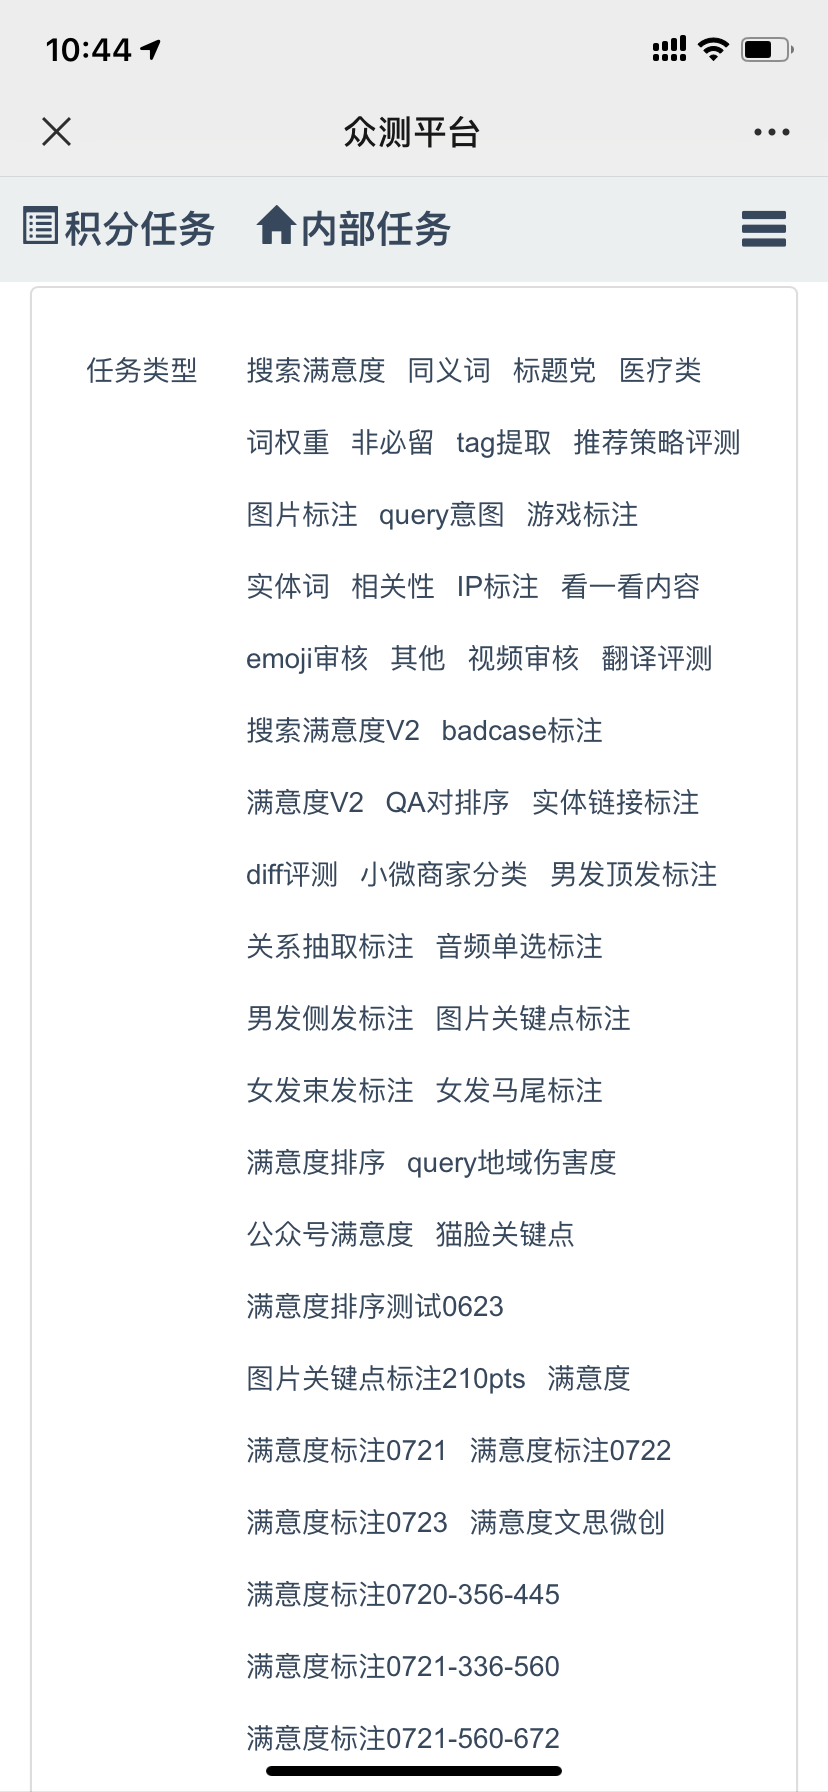 10:44
众测平台
积分任务 内部任务
任务类型 搜索满意度 同义词 标题党 医疗类
词权重 非必留 tag提取 推荐策略评测
图片标注 query意图 游戏标注
实体词 相关性 IP标注 看一看内容
emoji审核 其他 视频审核 翻译评测
搜索满意度V2 badcase标注
满意度V2 QA对排序 实体链接标注
diff评测 小微商家分类 男发顶发标注
关系抽取标注 音频单选标注
男发侧发标注 图片关键点标注
女发束发标注 女发马尾标注
满意度排序 query地域伤害度
公众号满意度 猫脸关键点
满意度排序测试0623
图片关键点标注210pts 满意度
满意度标注0721 满意度标注0722
满意度标注0723 满意度文思微创
满意度标注0720-356-445
满意度标注0721-336-560
满意度标注0721-560-672